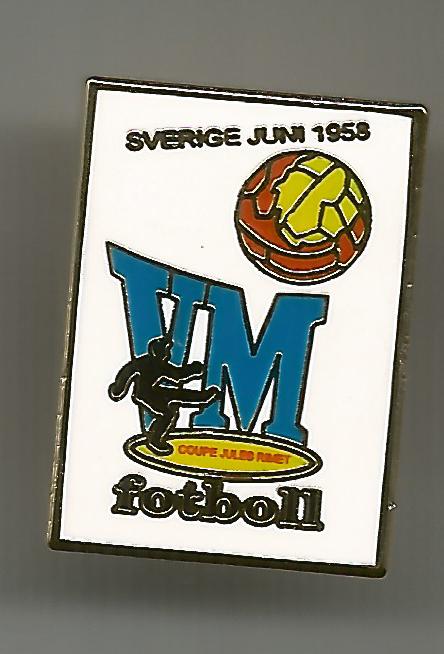 SVERIGE JUNI 1958
VM
COUPE JULES RIMET
fotboll